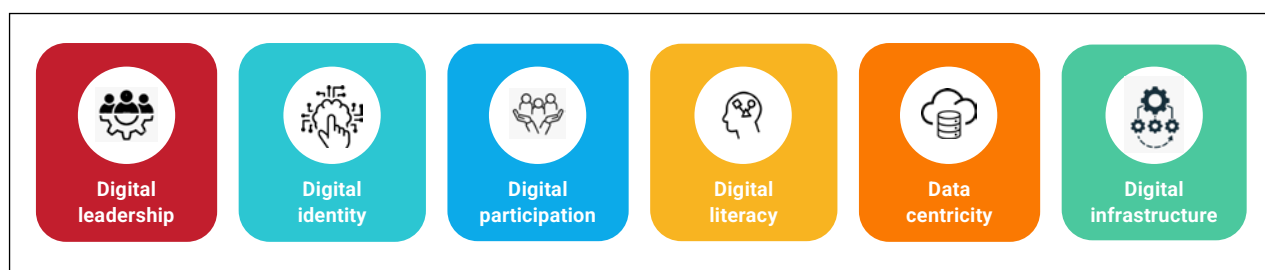 Digital
leadership
Digital
identity
Digital
participation
Digital
literacy
Data
centricity
Digital
infrastructure